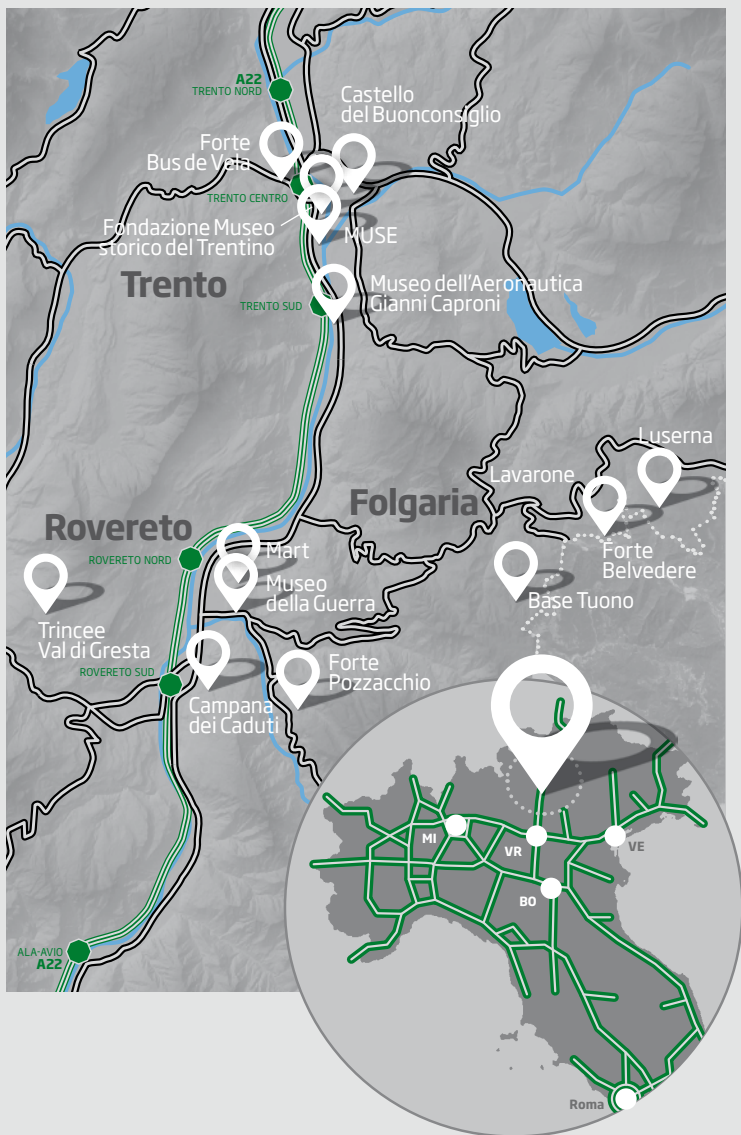 A22
TRENTO NORD
Castello
del Buonconsiglio
Forte
Bus de Vela
TRENTO CENTRO
Fondazione Museo
storico del Trentino
MUSE
Trento
Museo dell'Aeronautica
Gianni Caproni
TRENTO SUD
Luserna
Lavarone
Folgaria
Rovereto
Mart
ROVERETO NORD
Forte
Belvedere
Museo
della Guerra
Base Tuono
Trincee
Val di Gresta
Forte
Pozzacchio
ROVERETO SUD
Campana
dei Caduti
MI
VR
VE
BO
ALA-AVIO
A22
Roma